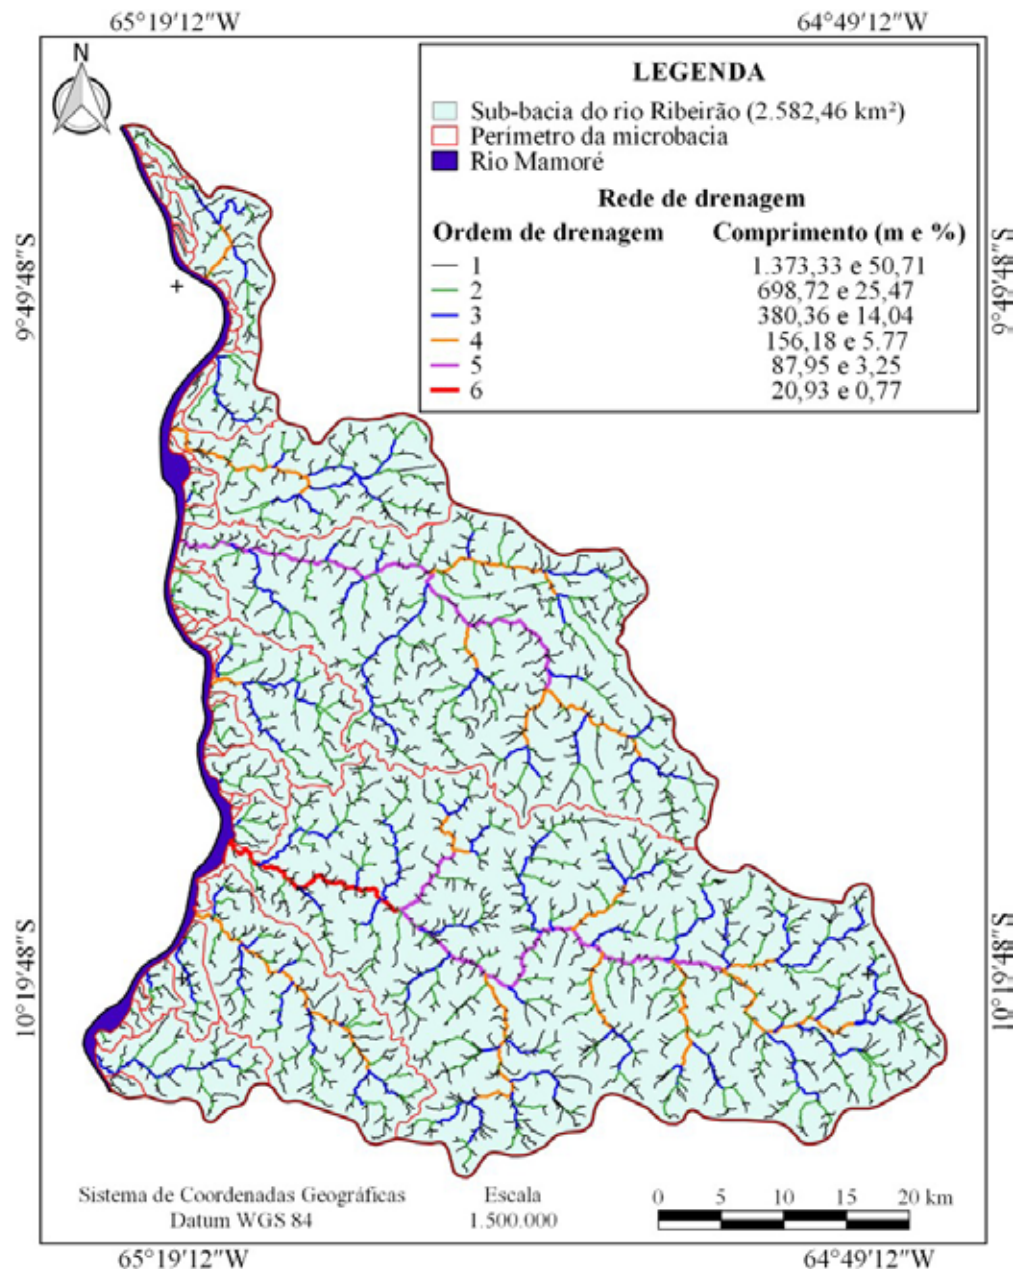 65°19'12"W 64°49'12"W
N
LEGENDA
Sub-bacia do rio Ribeirão (2.582,46 km²)
Perímetro da microbacia
Rio Mamoré
Rede de drenagem
Ordem de drenagem Comprimento (m e %)
1 1.373,33 e 50,71
2 698,72 e 25,47
3 380,36 e 14,04
4 156,18 e 5.77
5 87,95 e 3,25
6 20,93 e 0,77
9°49'48"S 9°49'48"S
10°19'48"S 10°19'48"S
Sistema de Coordenadas Geográficas
Datum WGS 84
Escala
1.500.000
0 5 10 15 20 km
65°19'12"W 64°49'12"W